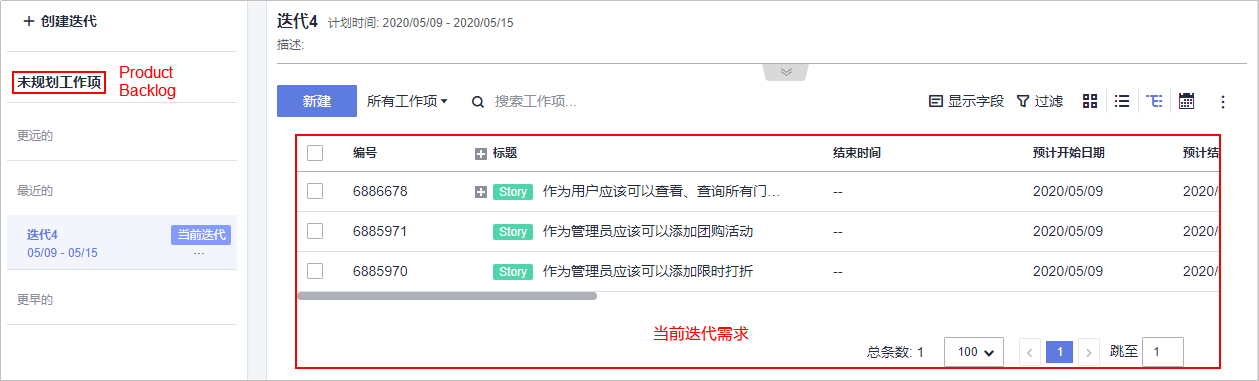 创建迭代
未规划工作项
Product
Backlog
更远的
最近的
迭代4
当前迭代
05/09 - 05/15
...
更早的
迭代4 计划时间: 2020/05/09 - 2020/05/15
描述:
新建 所有工作项 搜索工作项... 显示字段 过滤
编号 标题 结束时间 预计开始日期 预计结
6886678 Story 作为用户应该可以查看、查询所有门... -- 2020/05/09 2020/
6885971 Story 作为管理员应该可以添加团购活动 -- 2020/05/09 2020/
6885970 Story 作为管理员应该可以添加限时打折 -- 2020/05/09 2020/
当前迭代需求
总条数: 1 100 < 1 > 跳至 1